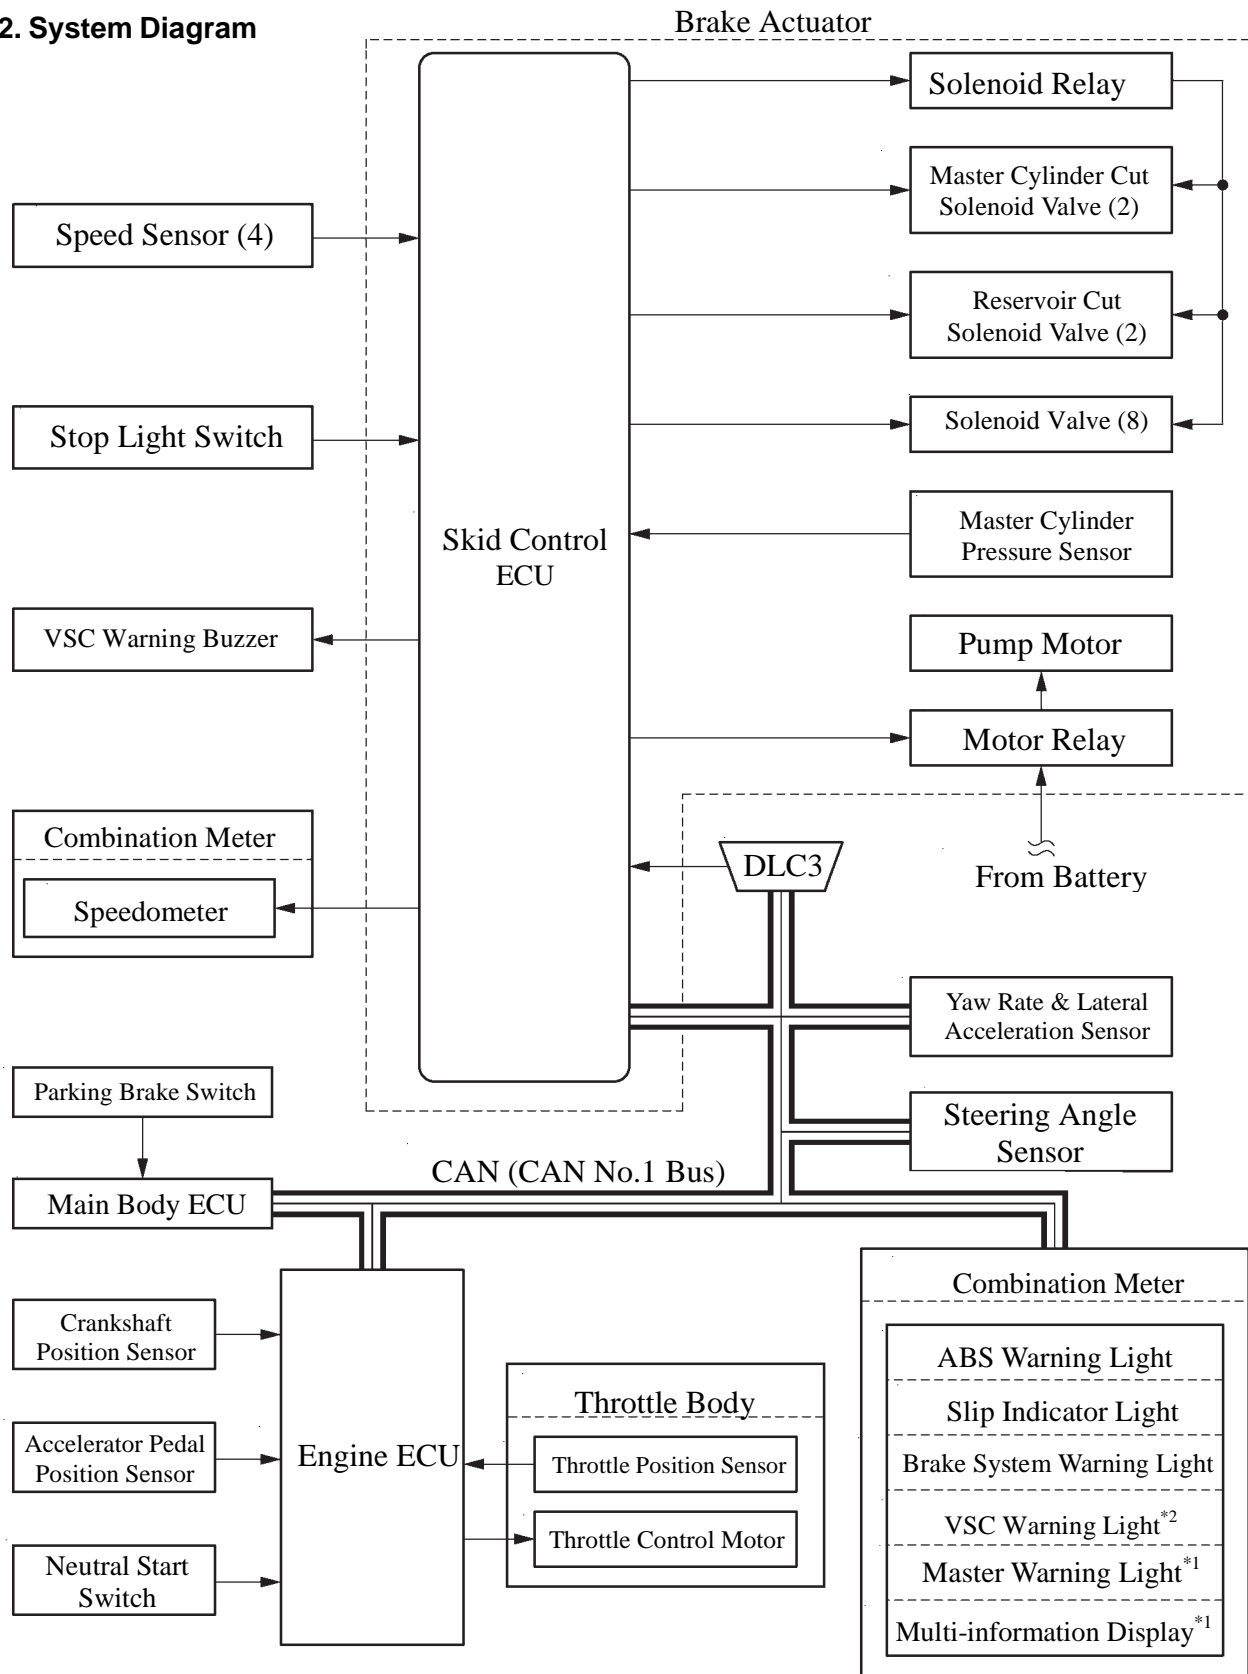 2. System Diagram
Brake Actuator
Solenoid Relay
Master Cylinder Cut
Solenoid Valve (2)
Speed Sensor (4)
Reservoir Cut
Solenoid Valve (2)
Stop Light Switch
Solenoid Valve (8)
Skid Control
ECU
Master Cylinder
Pressure Sensor
VSC Warning Buzzer
Pump Motor
Motor Relay
Combination Meter
Speedometer
DLC3
From Battery
Yaw Rate & Lateral
Acceleration Sensor
Parking Brake Switch
Steering Angle
Sensor
CAN (CAN No.1 Bus)
Main Body ECU
Combination Meter
Crankshaft
Position Sensor
ABS Warning Light
Throttle Body
Slip Indicator Light
Accelerator Pedal
Position Sensor
Engine ECU
Throttle Position Sensor
Brake System Warning Light
VSC Warning Light*2
Throttle Control Motor
Neutral Start
Switch
Master Warning Light*1
Multi-information Display*1